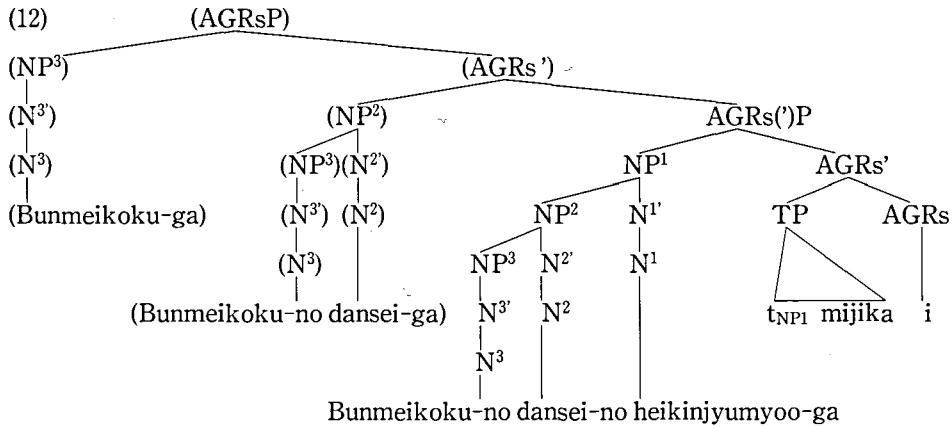 (12) (AGRsP)
(NP³) (AGRs')
(N³') (NP²) AGRs(')P
(N³) (NP³) (N²') NP¹ AGRs'
(Bunmeikoku-ga) (N³') (N²) NP² N¹' TP AGRs
(N³) NP³ N²' N¹
(Bunmeikoku-no dansei-ga) N³' N² t_NP1 mijika i
N³
Bunmeikoku-no dansei-no heikinjyumyoo-ga